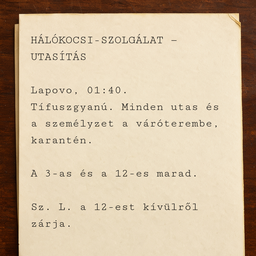 HÁLÓKOCSI-SZOLGÁLAT –
UTASÍTÁS
Lapovo, 01:40.
Tífuszgyanú. Minden utas és
a személyzet a váróterembe,
karantén.
A 3-as és a 12-es marad.
Sz. L. a 12-est kívülről
zárja.